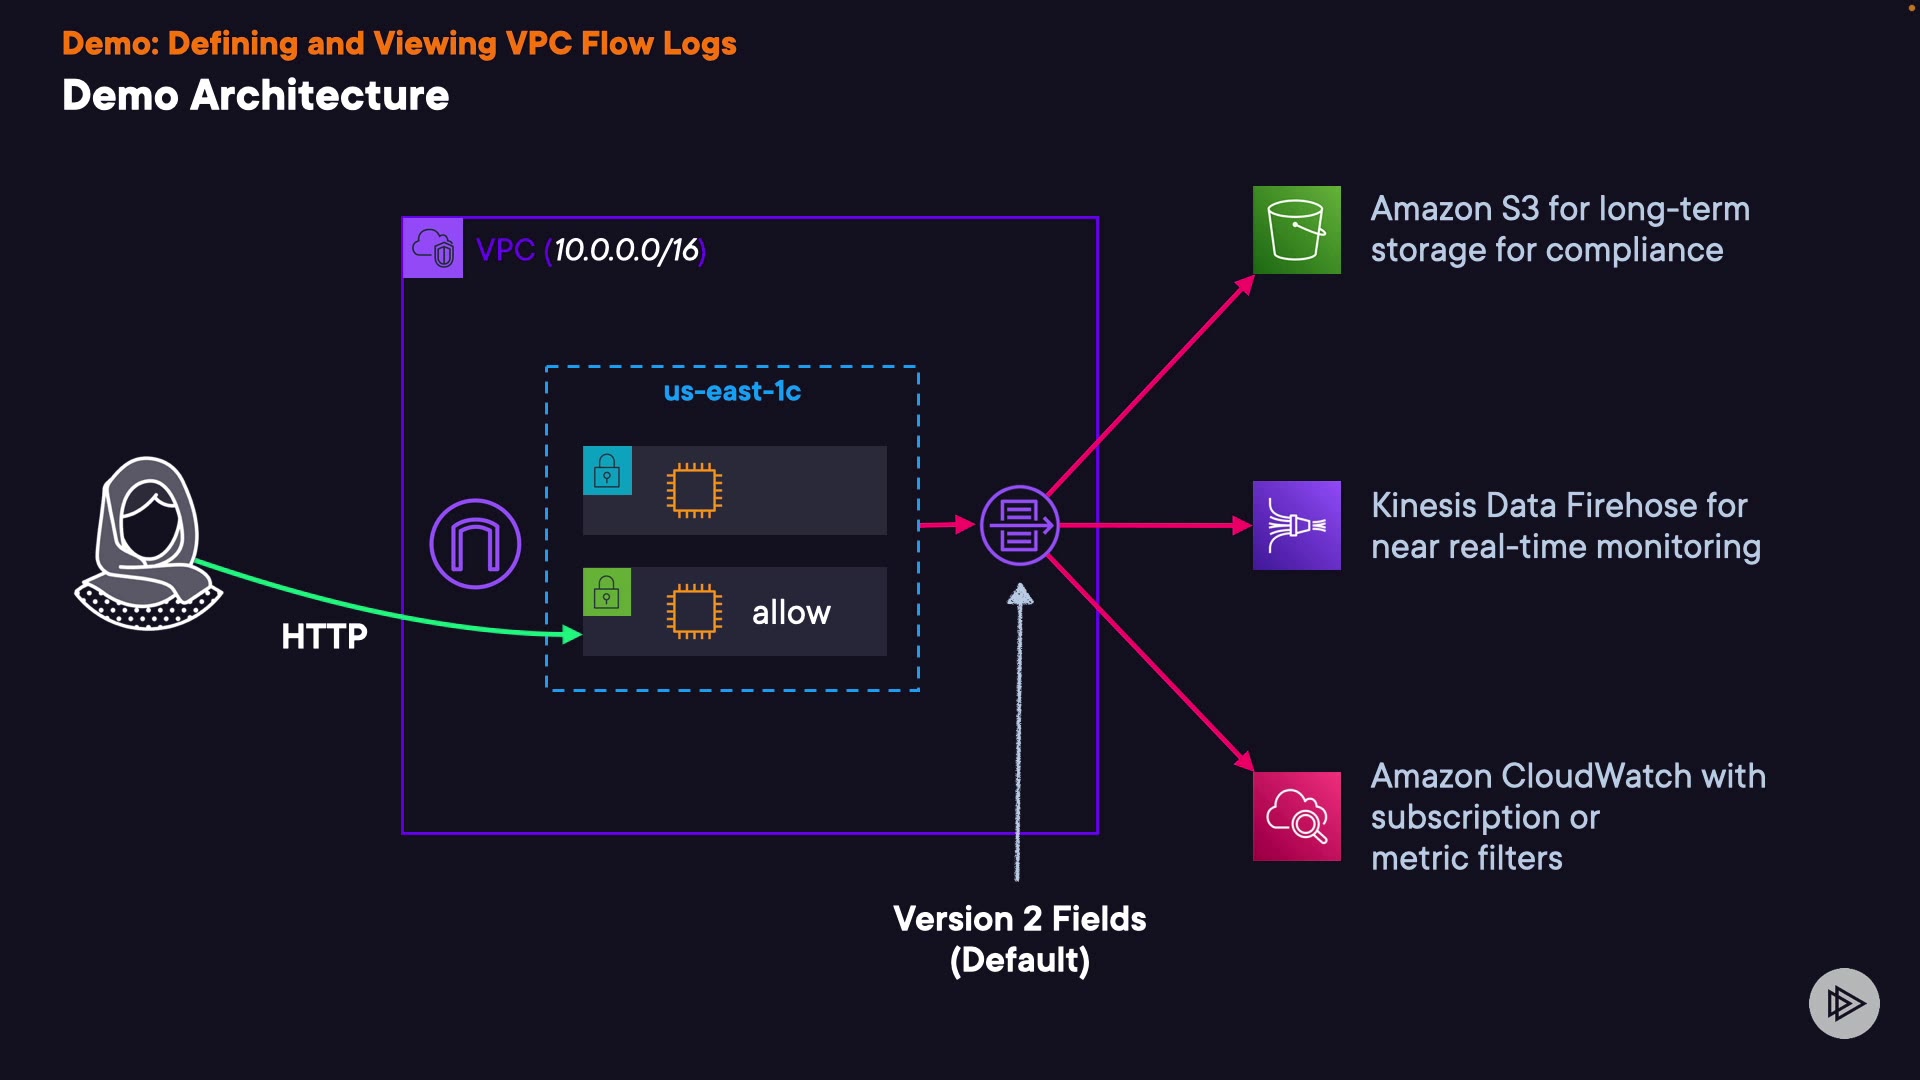 Demo: Defining and Viewing VPC Flow Logs
Demo Architecture
VPC (10.0.0.0/16)
us-east-1c
allow
HTTP
Amazon S3 for long-term
storage for compliance
Kinesis Data Firehose for
near real-time monitoring
Amazon CloudWatch with
subscription or
metric filters
Version 2 Fields
(Default)